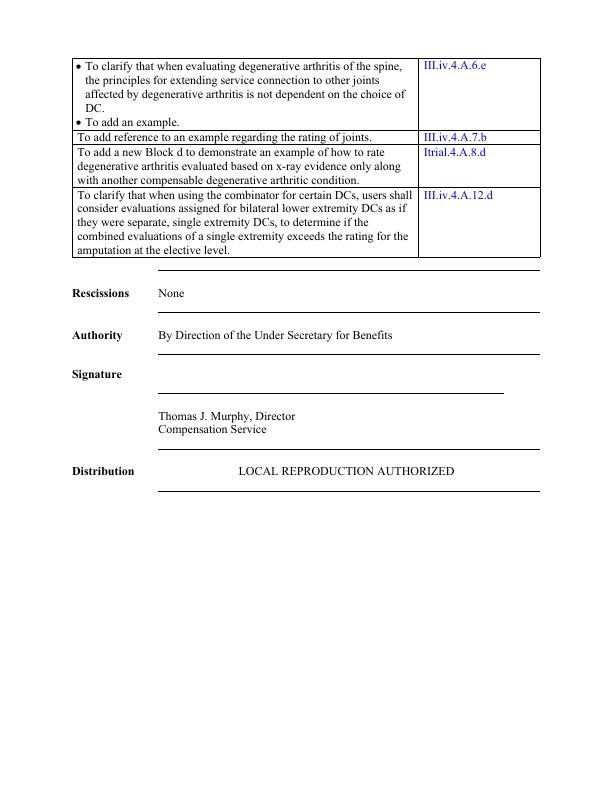 • To clarify that when evaluating degenerative arthritis of the spine,
the principles for extending service connection to other joints
affected by degenerative arthritis is not dependent on the choice of
DC.
• To add an example.
III.iv.4.A.6.e
To add reference to an example regarding the rating of joints.
III.iv.4.A.7.b
To add a new Block d to demonstrate an example of how to rate
degenerative arthritis evaluated based on x-ray evidence only along
with another compensable degenerative arthritic condition.
Itrial.4.A.8.d
To clarify that when using the combinator for certain DCs, users shall
consider evaluations assigned for bilateral lower extremity DCs as if
they were separate, single extremity DCs, to determine if the
combined evaluations of a single extremity exceeds the rating for the
amputation at the elective level.
III.iv.4.A.12.d
Rescissions None
Authority By Direction of the Under Secretary for Benefits
Signature
Thomas J. Murphy, Director
Compensation Service
Distribution LOCAL REPRODUCTION AUTHORIZED